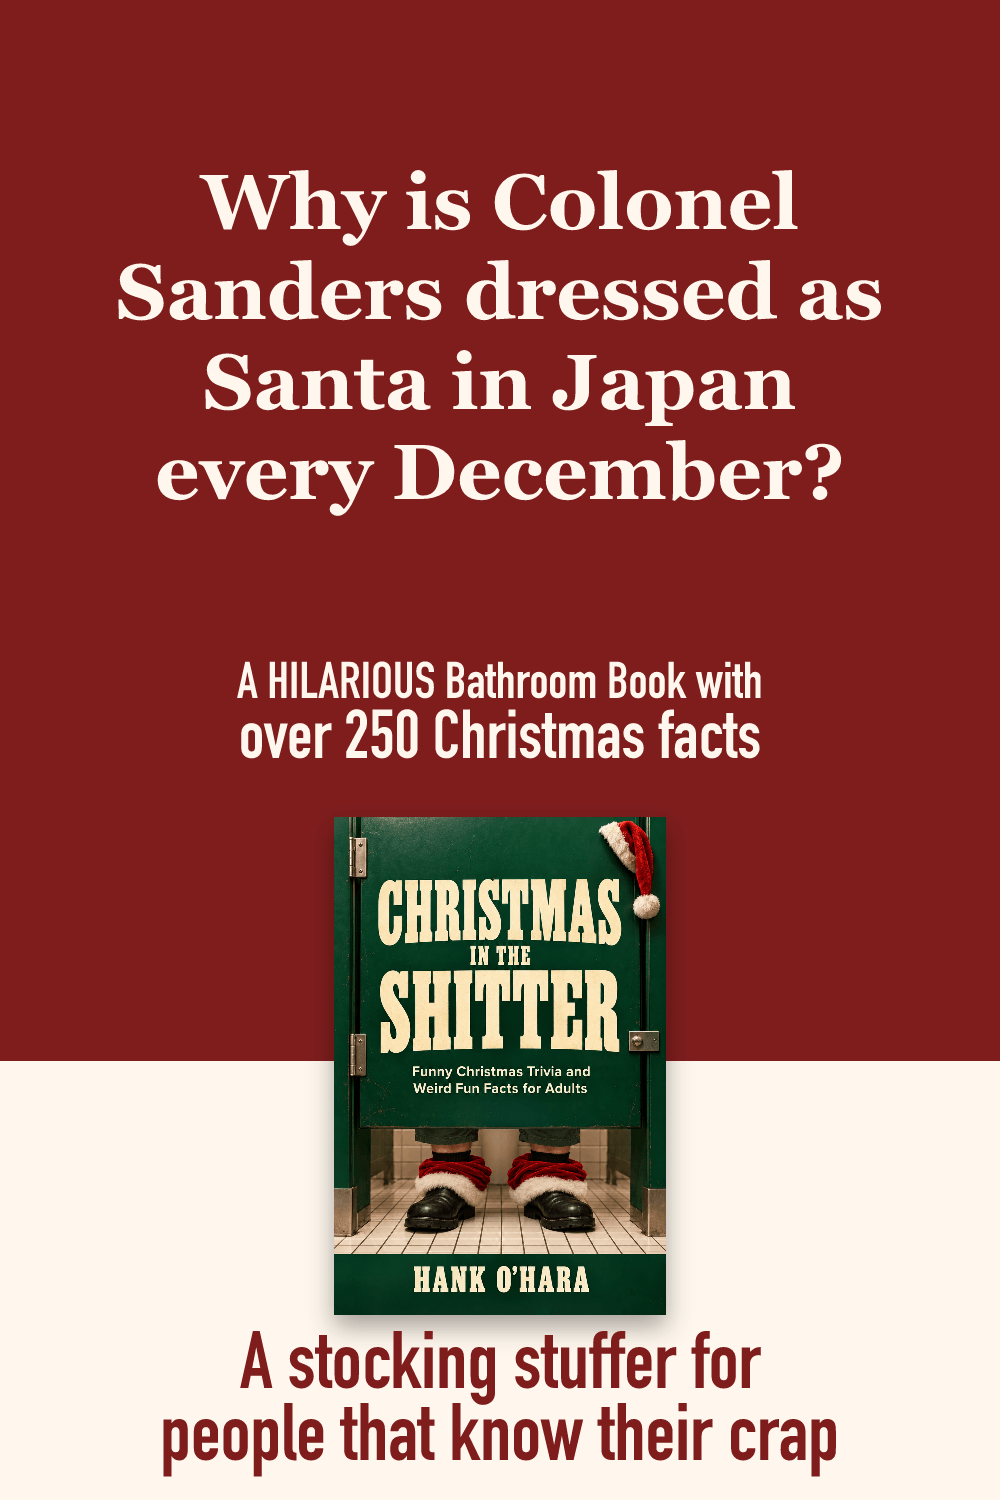 Why is Colonel
Sanders dressed as
Santa in Japan
every December?
A HILARIOUS Bathroom Book with
over 250 Christmas facts
CHRISTMAS
IN THE
SHITTER
Funny Christmas Trivia and
Weird Fun Facts for Adults
HANK O'HARA
A stocking stuffer for
people that know their crap